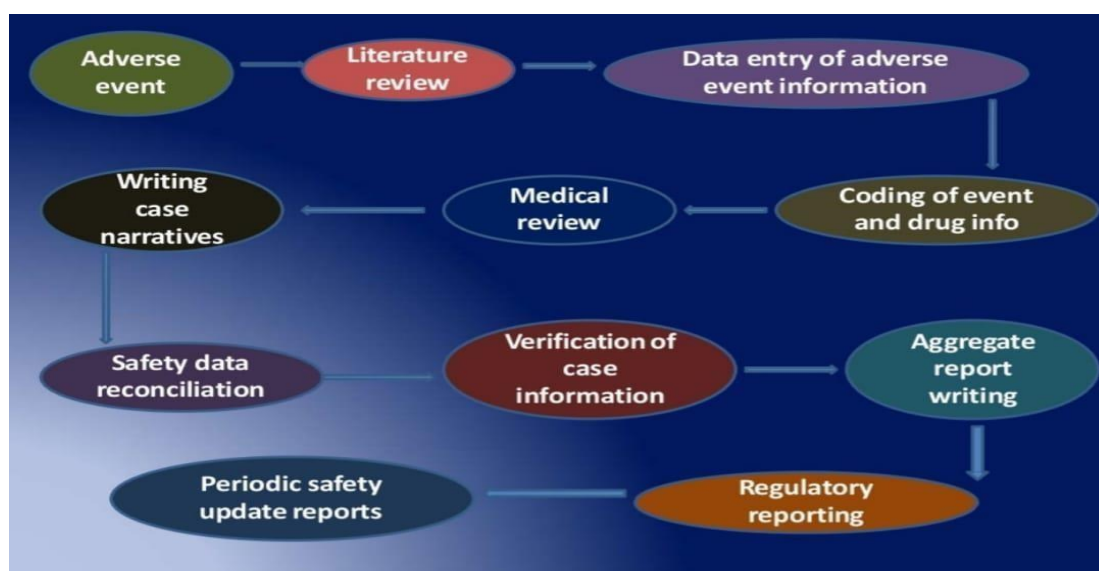 Adverse
event
Literature
review
Data entry of adverse
event information
Coding of event
and drug info
Medical
review
Writing
case
narratives
Safety data
reconciliation
Verification of
case
information
Aggregate
report
writing
Regulatory
reporting
Periodic safety
update reports